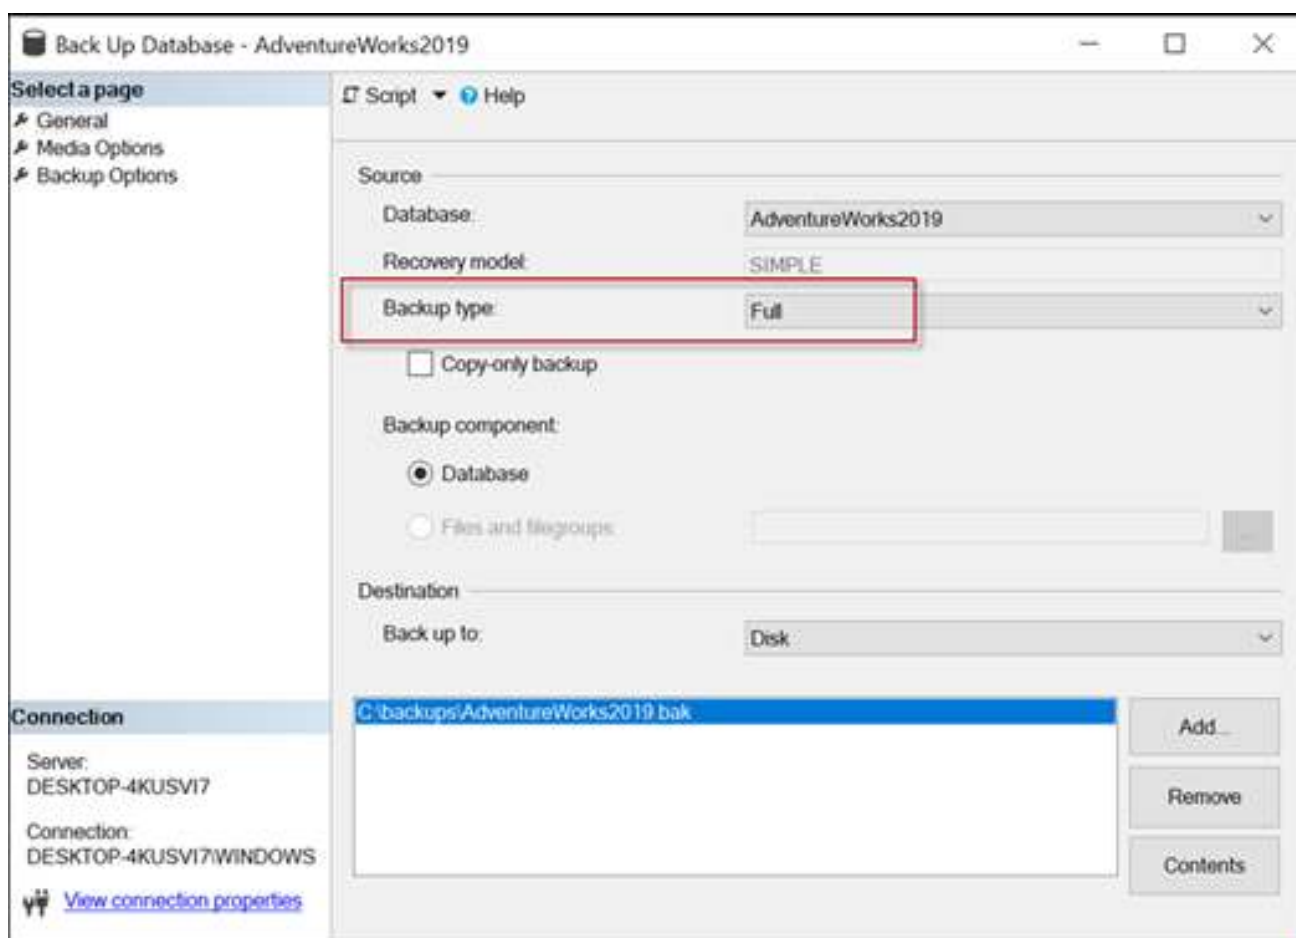 Back Up Database - AdventureWorks2019
Select a page
General
Media Options
Backup Options
Script Help
Source
Database:
AdventureWorks2019
Recovery model:
SIMPLE
Backup type:
Full
Copy-only backup
Backup component:
Database
Files and filegroups:
...
Destination
Back up to:
Disk
C:\backups\AdventureWorks2019.bak
Add...
Remove
Contents
Connection
Server:
DESKTOP-4KUSVI7
Connection:
DESKTOP-4KUSVI7\WINDOWS
View connection properties